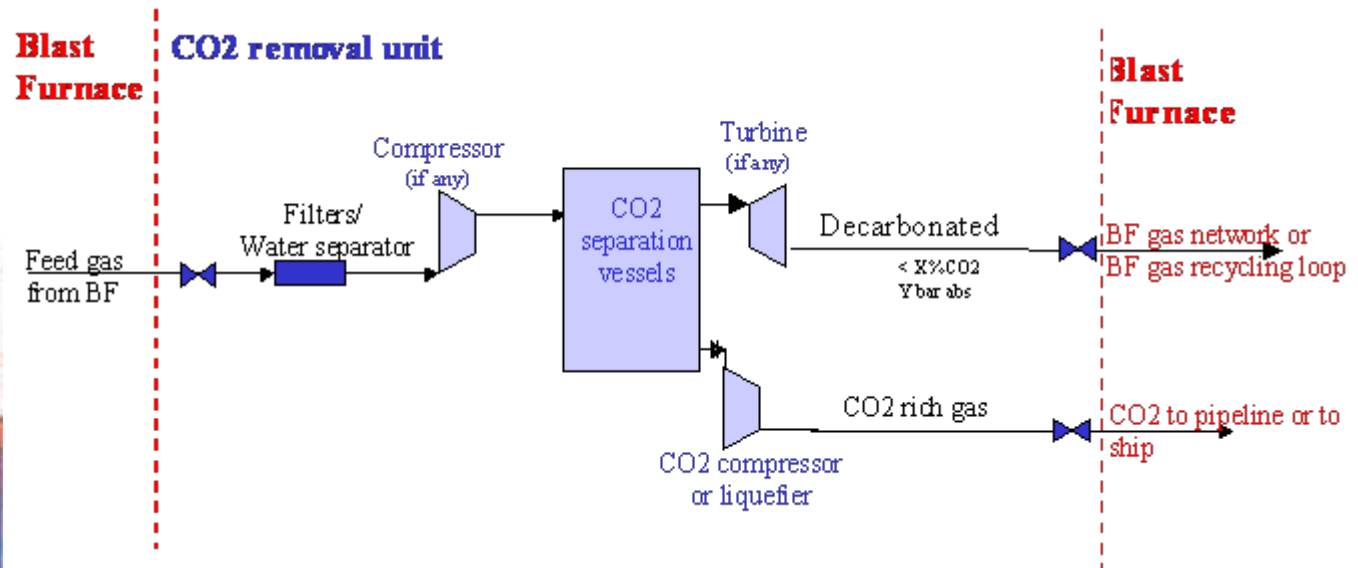 Blast
Furnace
CO2 removal unit
Blast
Furnace
Compressor
(if any)
Turbine
(if any)
Filters/
Water separator
CO2
separation
vessels
Feed gas
from BF
Decarbonated
< X%CO2
Y bar abs
BF gas network or
BF gas recycling loop
CO2 rich gas
CO2 to pipeline or to
ship
CO2 compressor
or liquefier